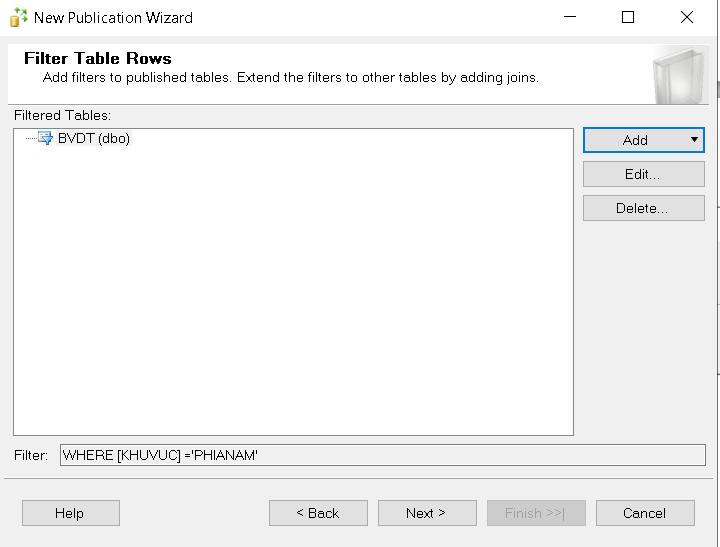 New Publication Wizard
Filter Table Rows
Add filters to published tables. Extend the filters to other tables by adding joins.
Filtered Tables:
BVDT (dbo)
Add
Edit...
Delete...
Filter: WHERE [KHUVUC] ='PHIANAM'
Help < Back Next > Finish >>| Cancel